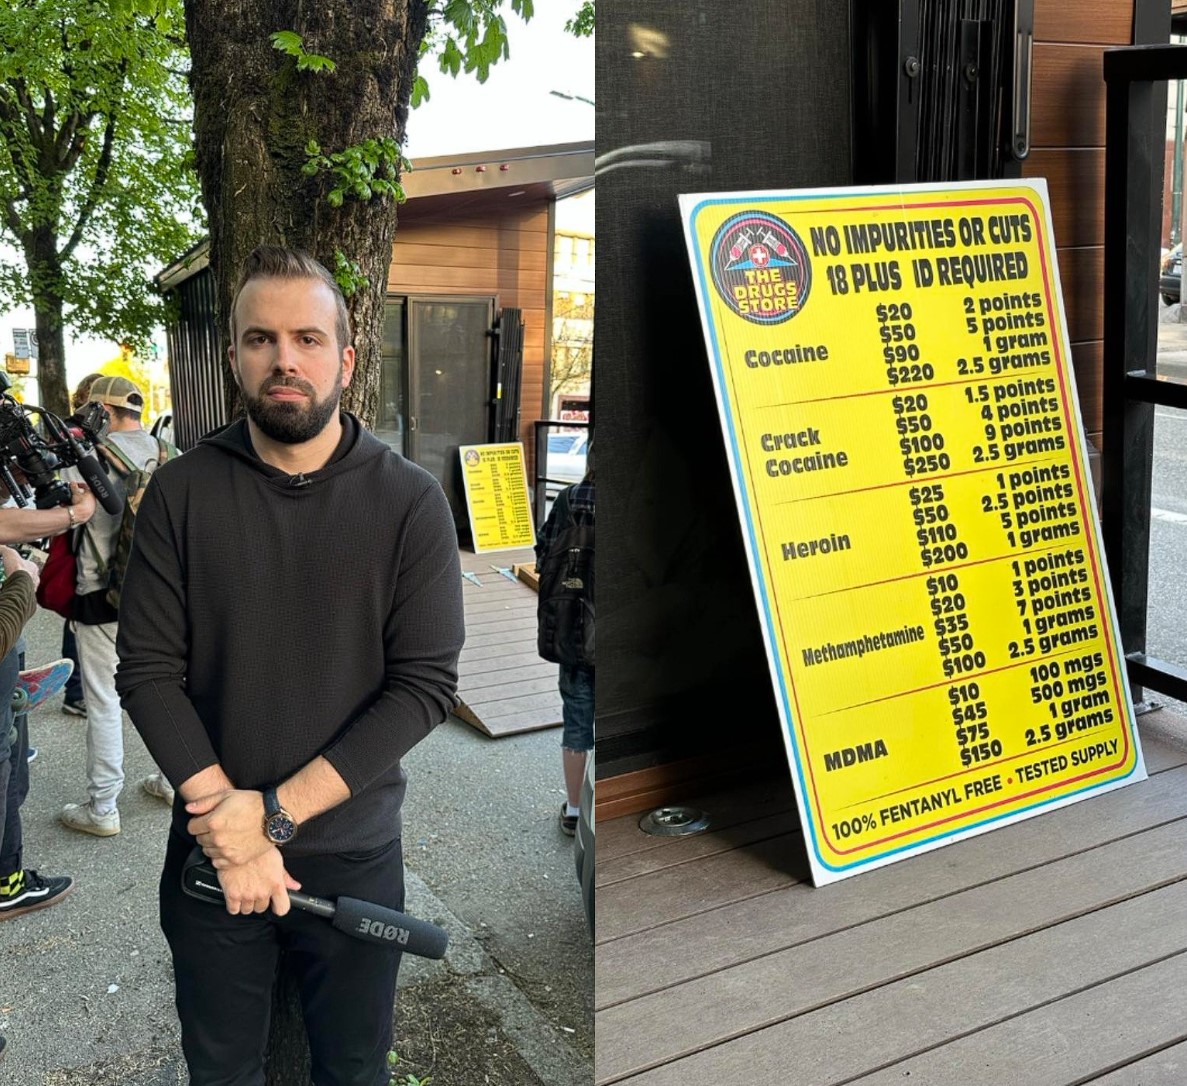 RØDE
RØDE
THE
DRUGS
STORE
NO IMPURITIES OR CUTS
18 PLUS ID REQUIRED
Cocaine
$20 2 points
$50 5 points
$90 1 gram
$220 2.5 grams
Crack
Cocaine
$20 1.5 points
$50 4 points
$100 9 points
$250 2.5 grams
Heroin
$25 1 points
$50 2.5 points
$110 5 points
$200 1 grams
Methamphetamine
$10 1 points
$20 3 points
$35 7 points
$50 1 grams
$100 2.5 grams
MDMA
$10 100 mgs
$45 500 mgs
$75 1 gram
$150 2.5 grams
100% FENTANYL FREE • TESTED SUPPLY